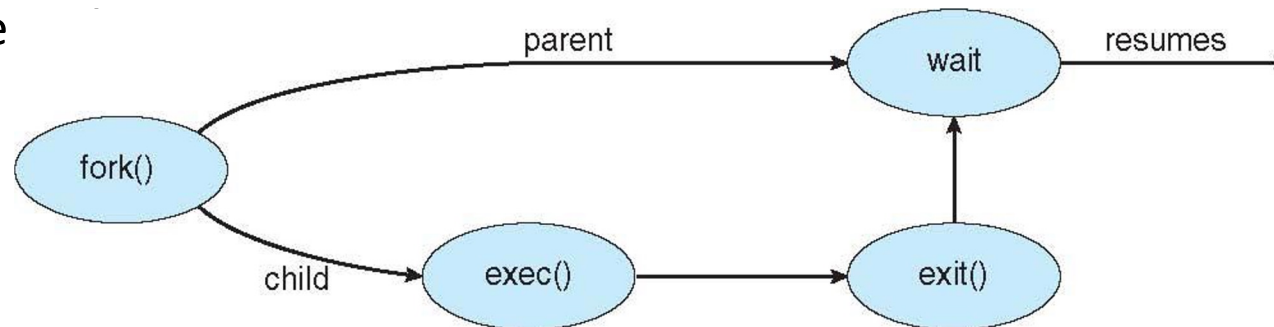 e
parent
wait
resumes
fork()
child
exec()
exit()